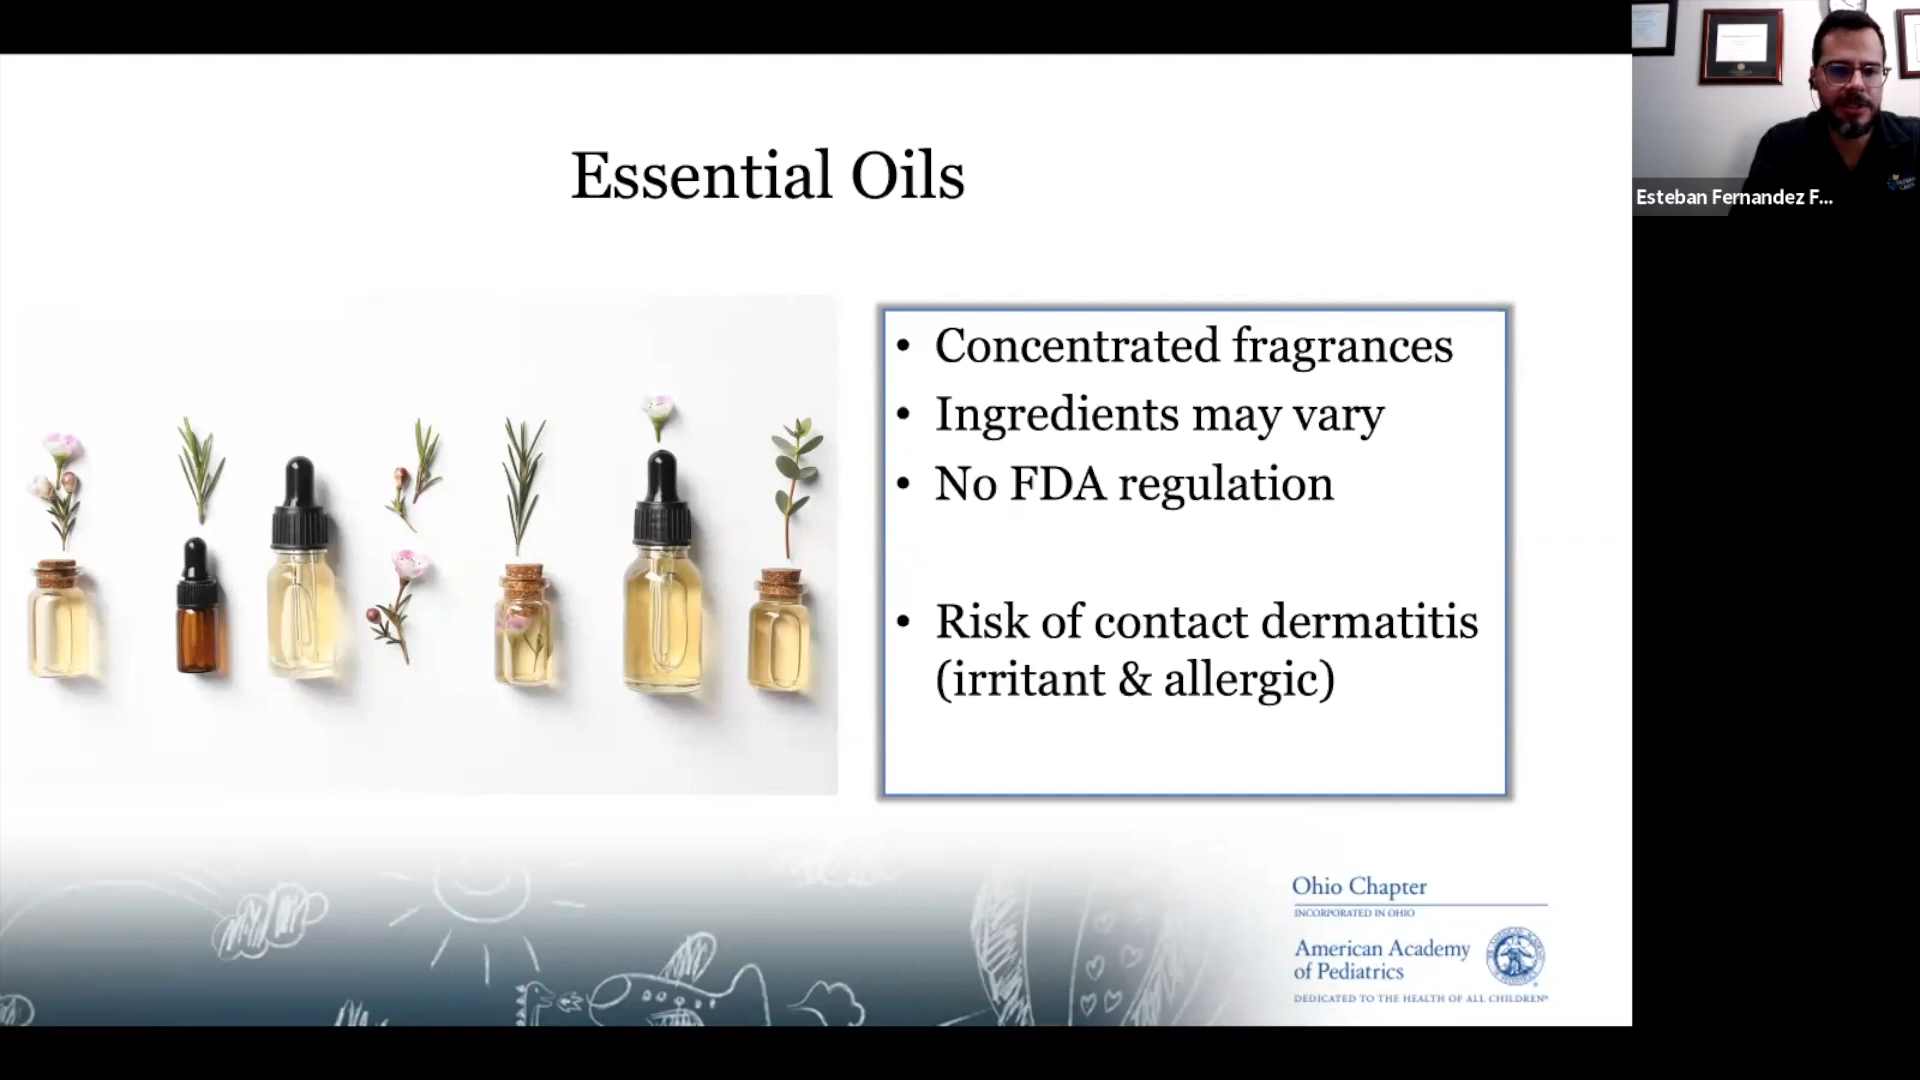 Essential Oils
• Concentrated fragrances
• Ingredients may vary
• No FDA regulation
• Risk of contact dermatitis
(irritant & allergic)
Ohio Chapter
INCORPORATED IN OHIO
American Academy
of Pediatrics
DEDICATED TO THE HEALTH OF ALL CHILDREN®
Esteban Fernandez F...